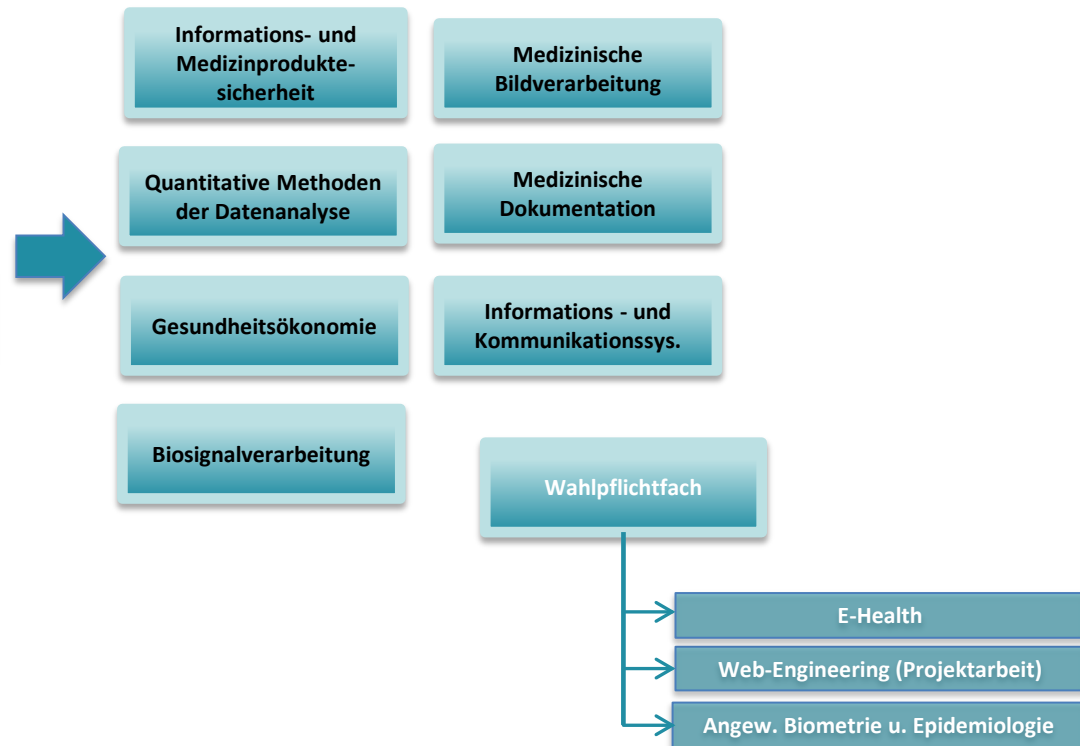 Informations- und
Medizinprodukte-
sicherheit
Medizinische
Bildverarbeitung
Quantitative Methoden
der Datenanalyse
Medizinische
Dokumentation
Gesundheitsökonomie
Informations - und
Kommunikationssys.
Biosignalverarbeitung
Wahlpflichtfach
E-Health
Web-Engineering (Projektarbeit)
Angew. Biometrie u. Epidemiologie